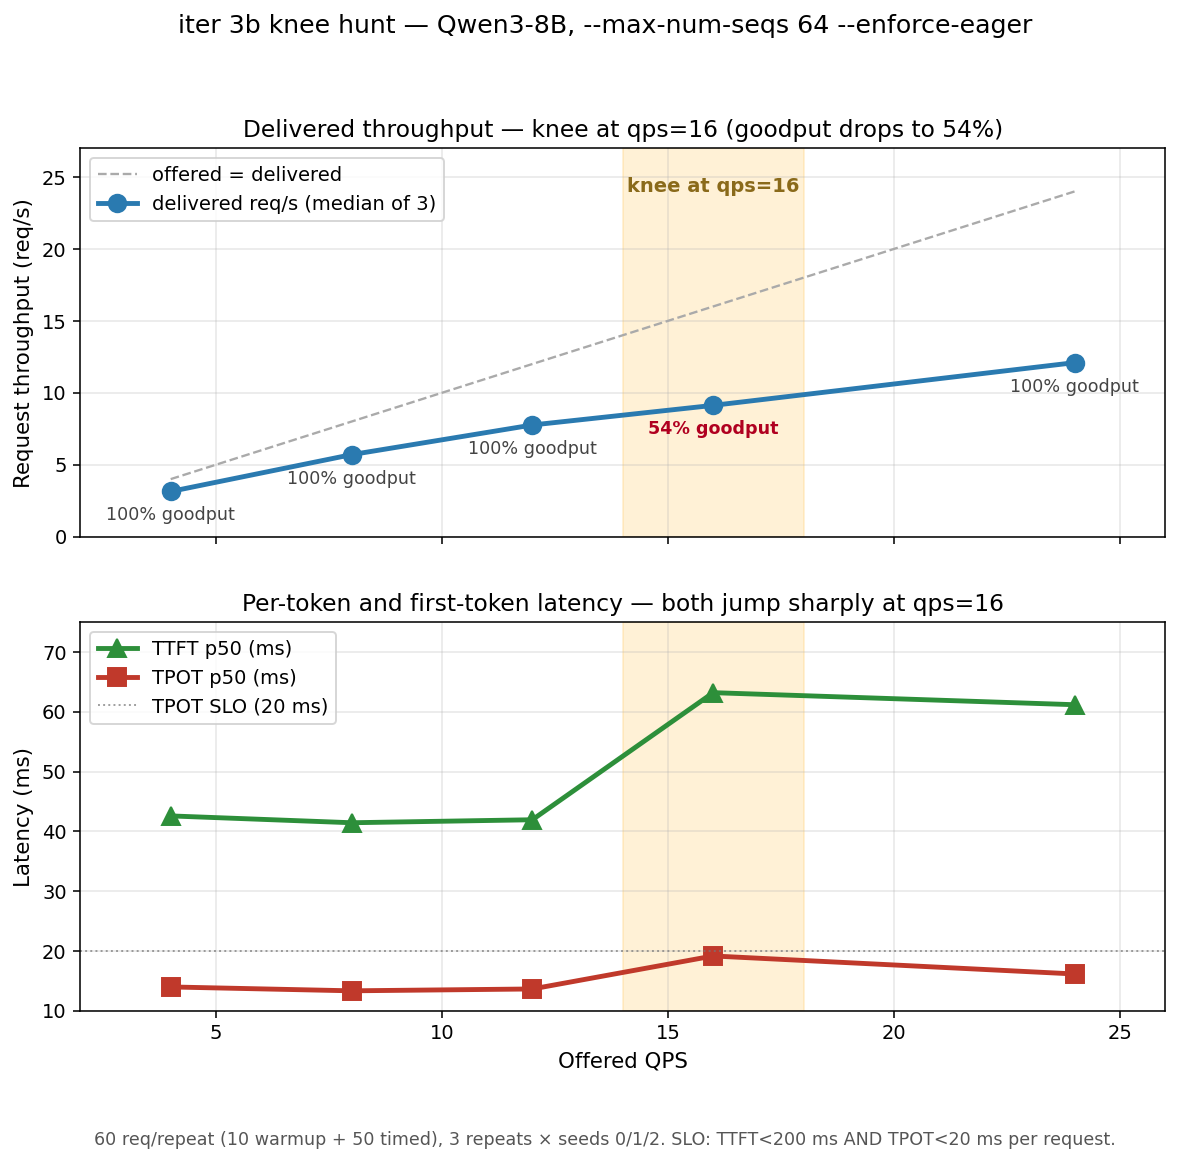 iter 3b knee hunt — Qwen3-8B, --max-num-seqs 64 --enforce-eager
Delivered throughput — knee at qps=16 (goodput drops to 54%)
offered = delivered
delivered req/s (median of 3)
knee at qps=16
Request throughput (req/s)
25
20
15
10
5
0
100% goodput
100% goodput
100% goodput
54% goodput
100% goodput
Per-token and first-token latency — both jump sharply at qps=16
TTFT p50 (ms)
TPOT p50 (ms)
TPOT SLO (20 ms)
Latency (ms)
70
60
50
40
30
20
10
5
10
15
20
25
Offered QPS
60 req/repeat (10 warmup + 50 timed), 3 repeats × seeds 0/1/2. SLO: TTFT<200 ms AND TPOT<20 ms per request.